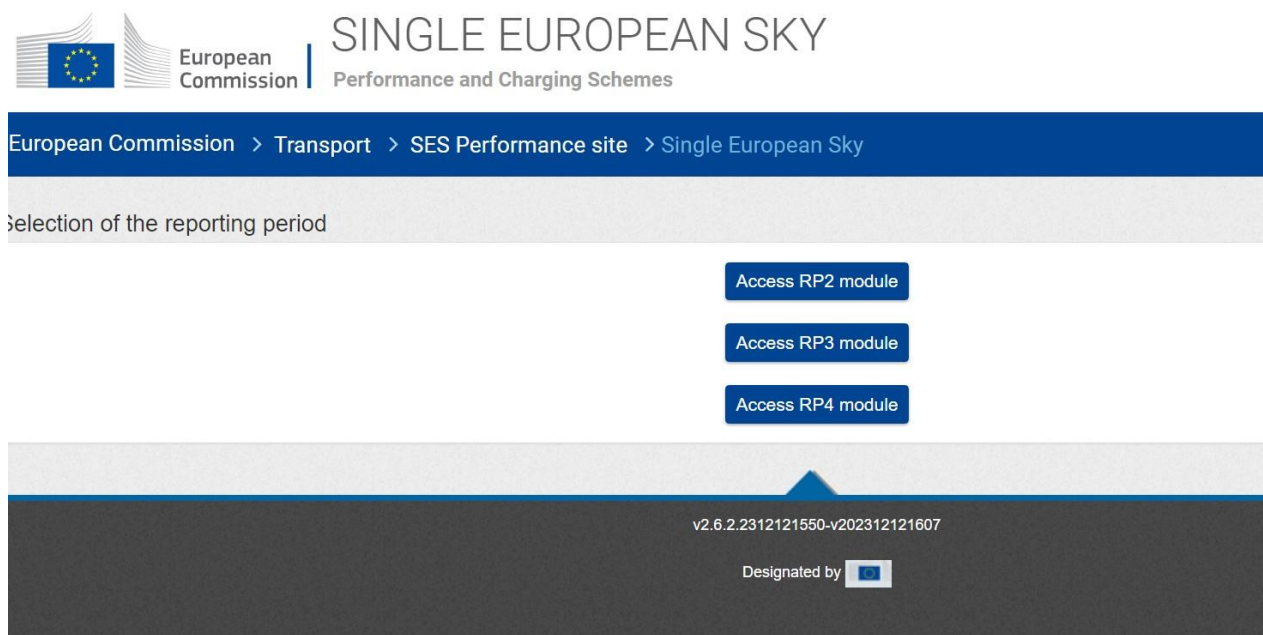 European
Commission
SINGLE EUROPEAN SKY
Performance and Charging Schemes
European Commission > Transport > SES Performance site > Single European Sky
Selection of the reporting period
Access RP2 module
Access RP3 module
Access RP4 module
v2.6.2.2312121550-v202312121607
Designated by